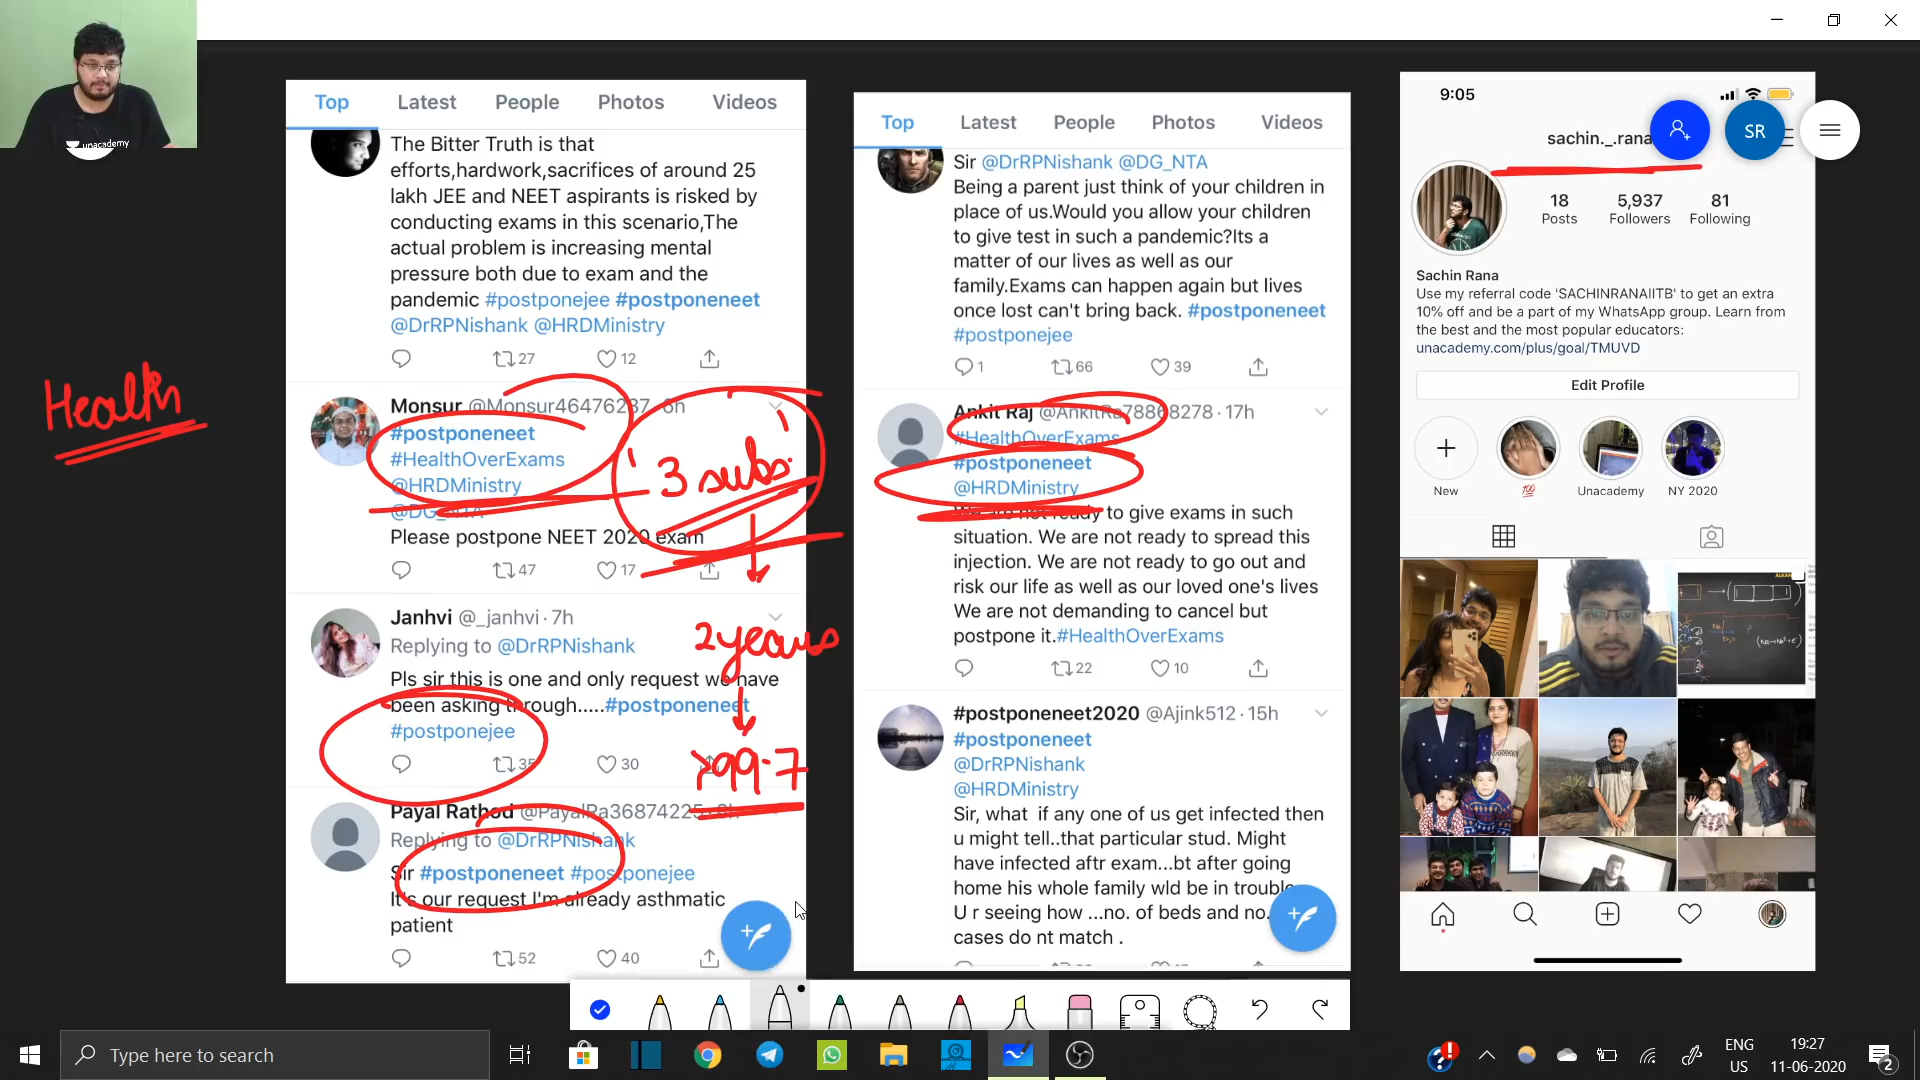 unacademy
Health
Top Latest People Photos Videos
The Bitter Truth is that
efforts,hardwork,sacrifices of around 25
lakh JEE and NEET aspirants is risked by
conducting exams in this scenario,The
actual problem is increasing mental
pressure both due to exam and the
pandemic #postponejee #postponeneet
@DrRPNishank @HRDMinistry
27 12
Monsur @Monsur46476237 · 6h
#postponeneet
#HealthOverExams
@HRDMinistry
@DG_NTA
Please postpone NEET 2020 exam
47 17
3 subs.
2 years
>99.7
Janhvi @_janhvi · 7h
Replying to @DrRPNishank
Pls sir this is one and only request we have
been asking through.....#postponeneet
#postponejee
35 30
Payal Rathod @PayalRa36874225
Replying to @DrRPNishank
Sir #postponeneet #postponejee
It's our request I'm already asthmatic
patient
52 40
Top Latest People Photos Videos
Sir @DrRPNishank @DG_NTA
Being a parent just think of your children in
place of us.Would you allow your children
to give test in such a pandemic?Its a
matter of our lives as well as our
family.Exams can happen again but lives
once lost can't bring back. #postponeneet
#postponejee
1 66 39
Ankit Raj @AnkitRa78868278 · 17h
#HealthOverExams
#postponeneet
@HRDMinistry
We are not ready to give exams in such
situation. We are not ready to spread this
injection. We are not ready to go out and
risk our life as well as our loved one's lives
We are not demanding to cancel but
postpone it.#HealthOverExams
22 10
#postponeneet2020 @Ajink512 · 15h
#postponeneet
@DrRPNishank
@HRDMinistry
Sir, what if any one of us get infected then
u might tell..that particular stud. Might
have infected aftr exam...bt after going
home his whole family wld be in trouble
U r seeing how ...no. of beds and no.
cases do nt match .
9:05
sachin._.rana
SR
18 5,937 81
Posts Followers Following
Sachin Rana
Use my referral code 'SACHINRANAIITB' to get an extra
10% off and be a part of my WhatsApp group. Learn from
the best and the most popular educators:
unacademy.com/plus/goal/TMUVD
Edit Profile
💯
New Unacademy NY 2020
Type here to search
ENG
US
19:27
11-06-2020
2